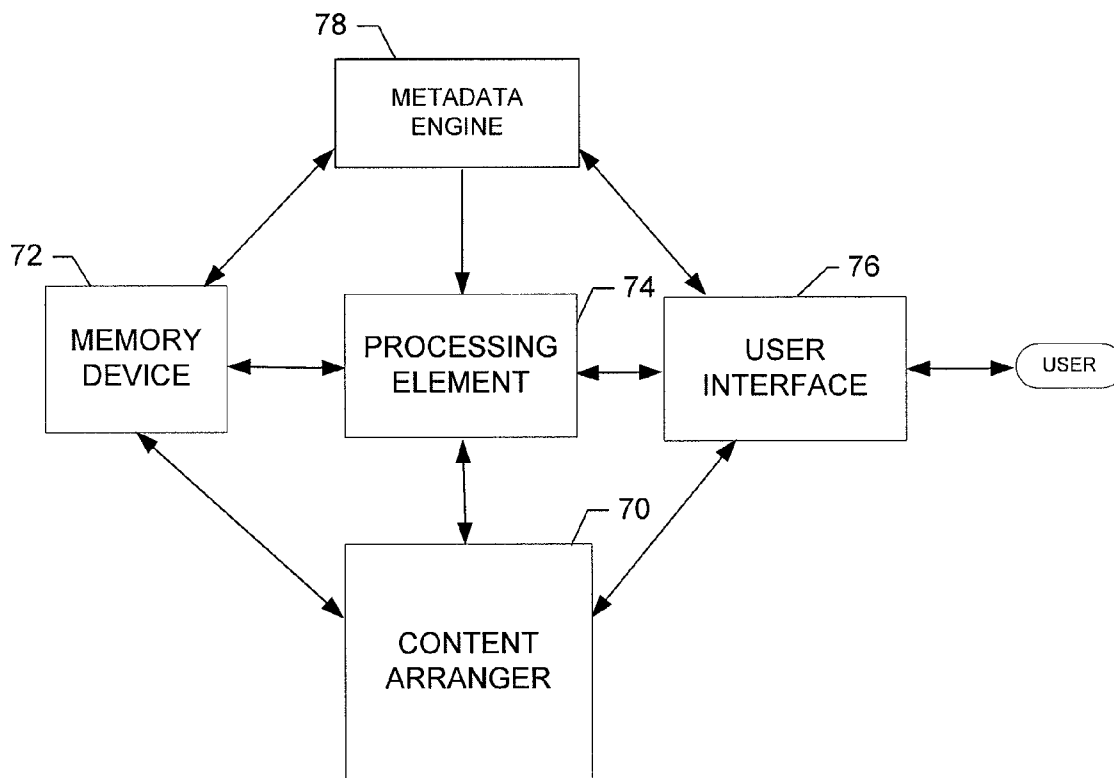 78
METADATA
ENGINE
72
MEMORY
DEVICE
74
PROCESSING
ELEMENT
76
USER
INTERFACE
USER
70
CONTENT
ARRANGER